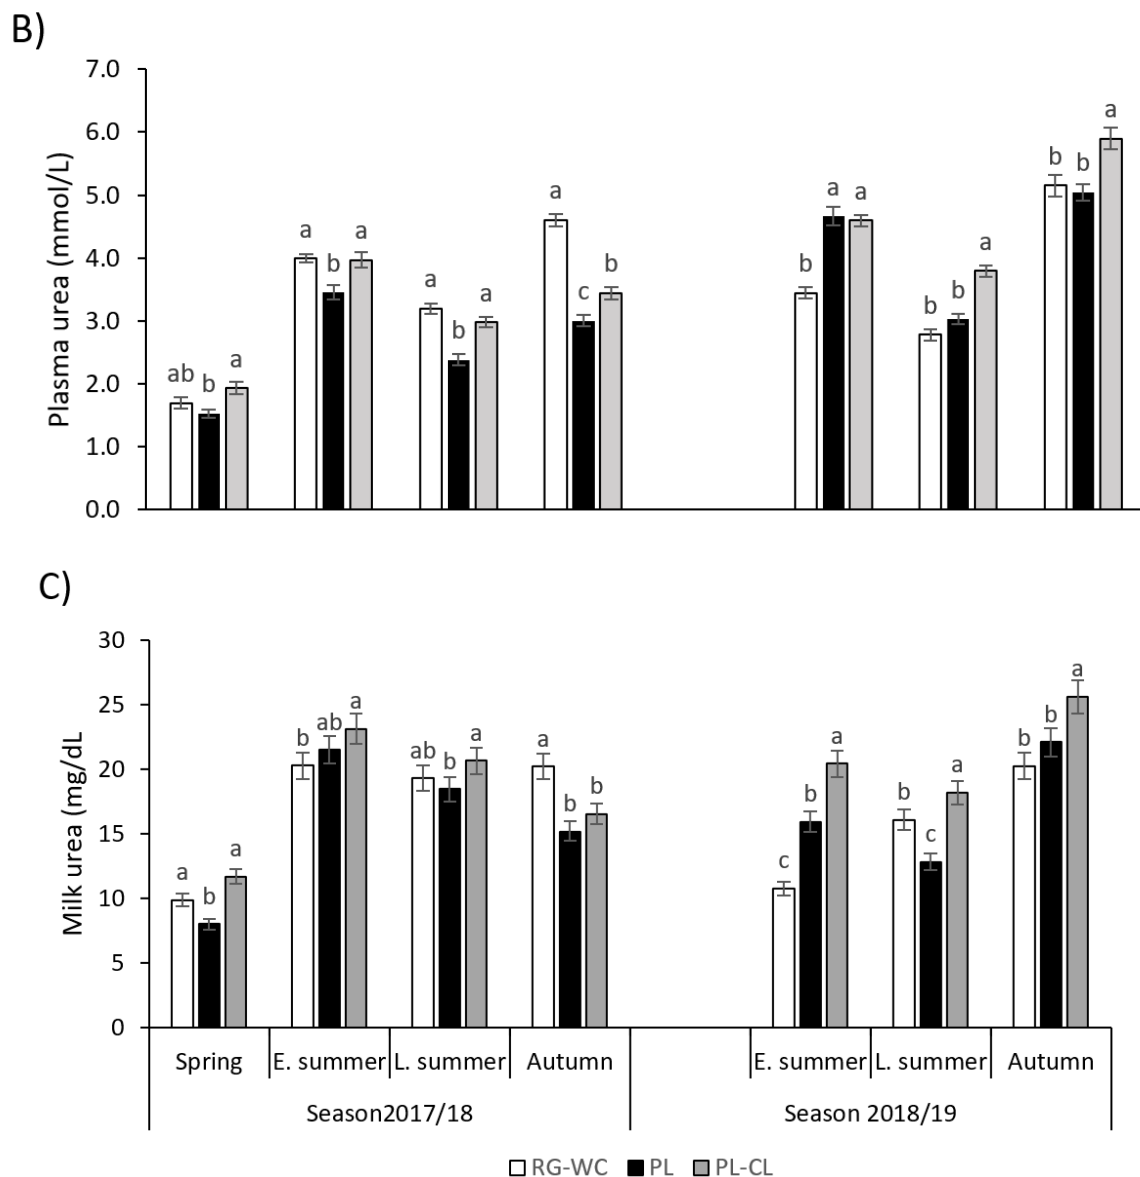 B)
Plasma urea (mmol/L)
7.0
6.0
5.0
4.0
3.0
2.0
1.0
0.0
ab b a
a b a
a b a
a c b
b a a
b b a
b b a
C)
Milk urea (mg/dL
30
25
20
15
10
5
0
a b a
b ab a
ab b a
a b b
c b a
b c a
b b a
Spring E. summer L. summer Autumn E. summer L. summer Autumn
Season2017/18 Season 2018/19
RG-WC PL PL-CL